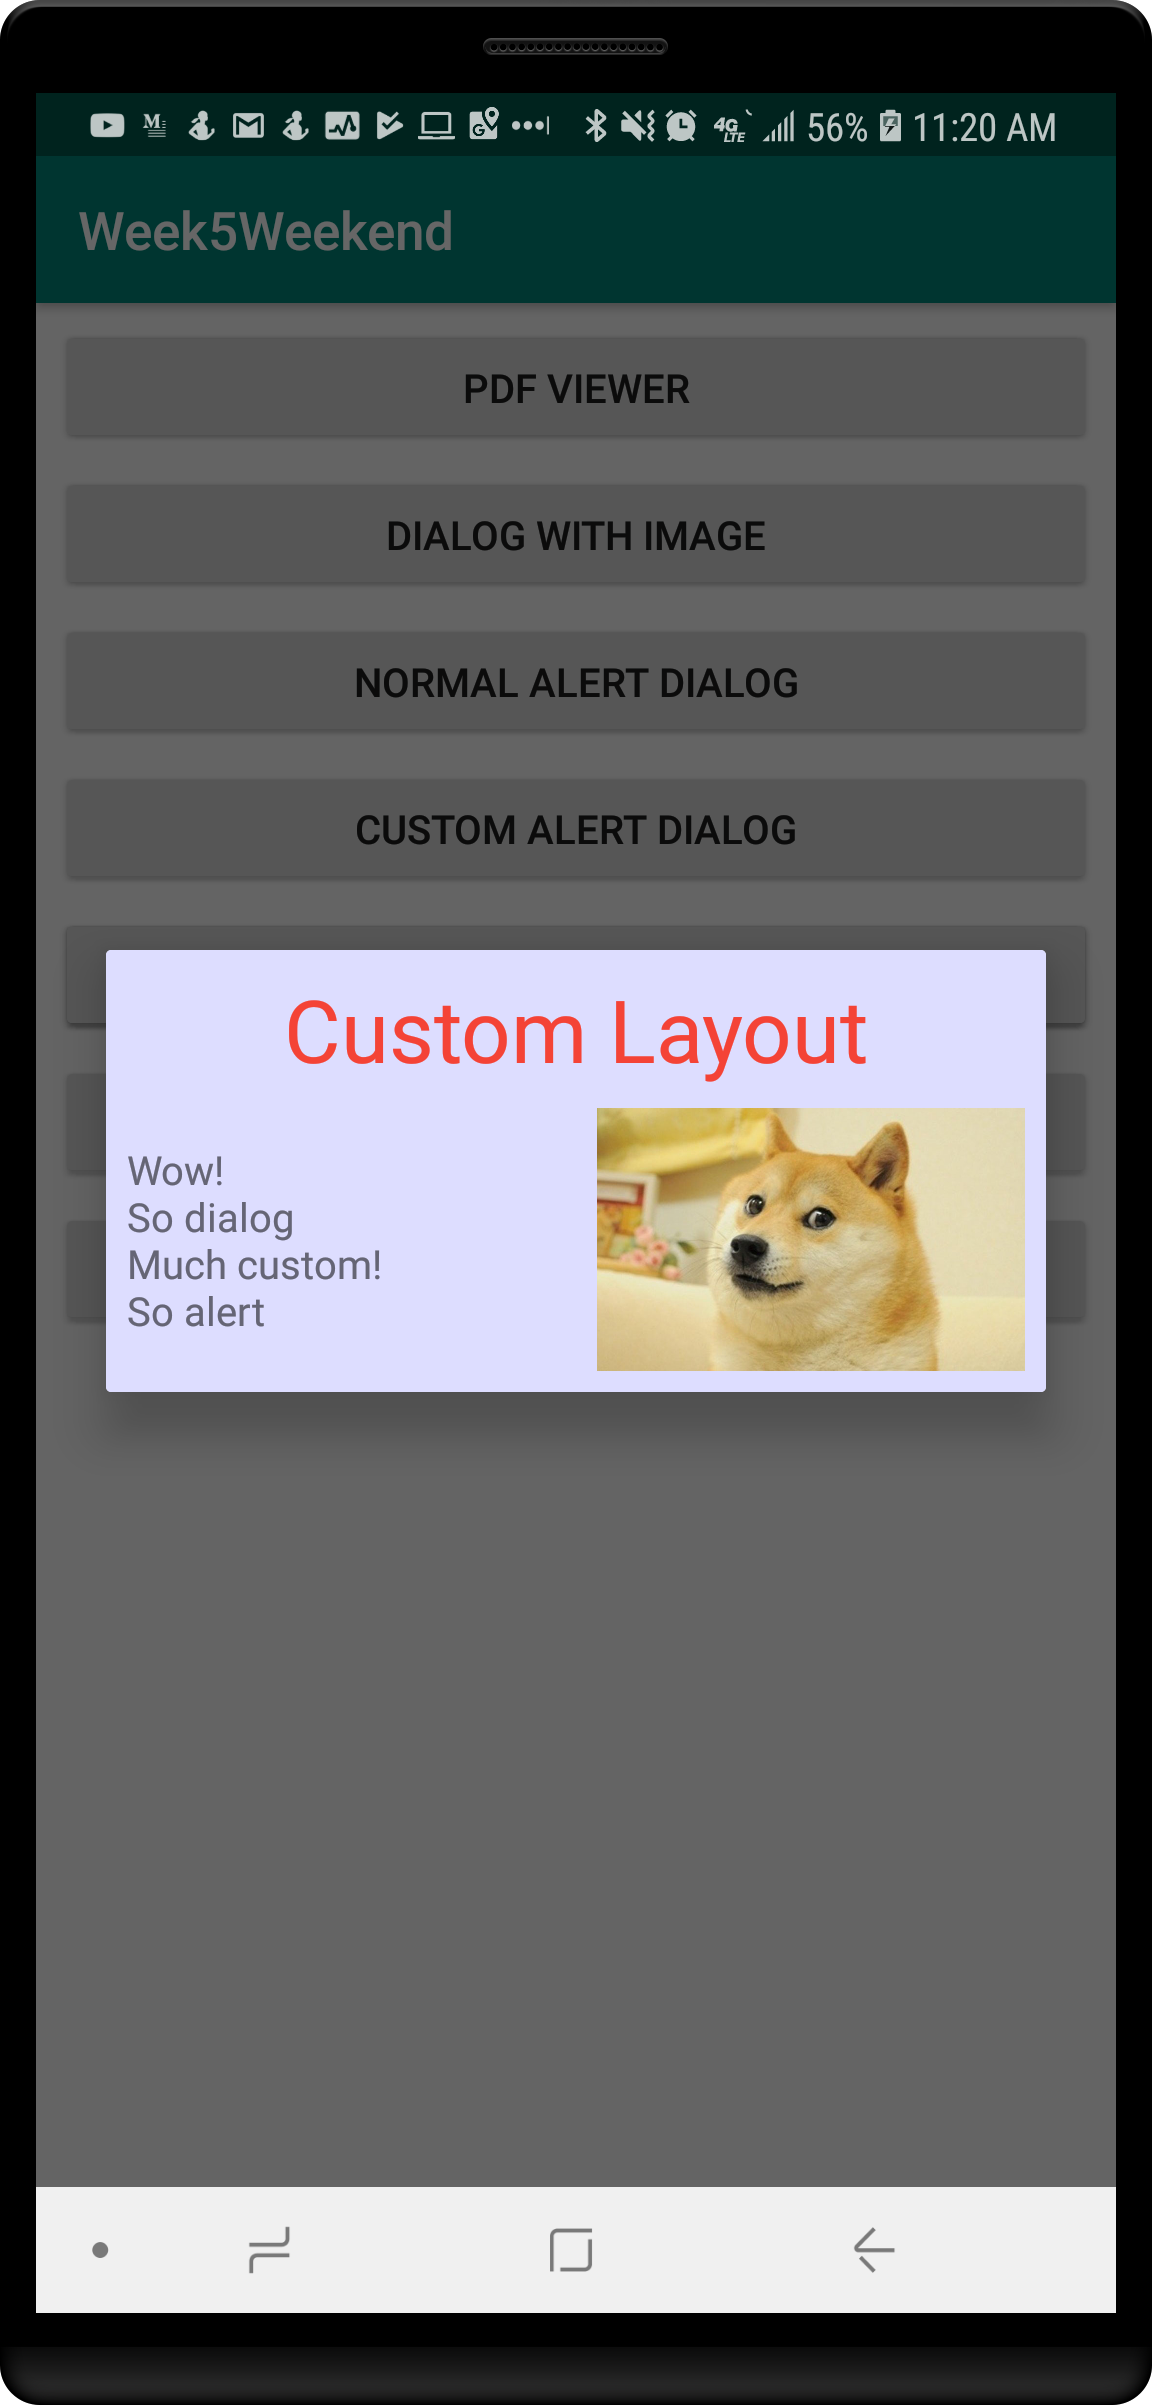 56% 11:20 AM
Week5Weekend
PDF VIEWER
DIALOG WITH IMAGE
NORMAL ALERT DIALOG
CUSTOM ALERT DIALOG
Custom Layout
Wow!
So dialog
Much custom!
So alert